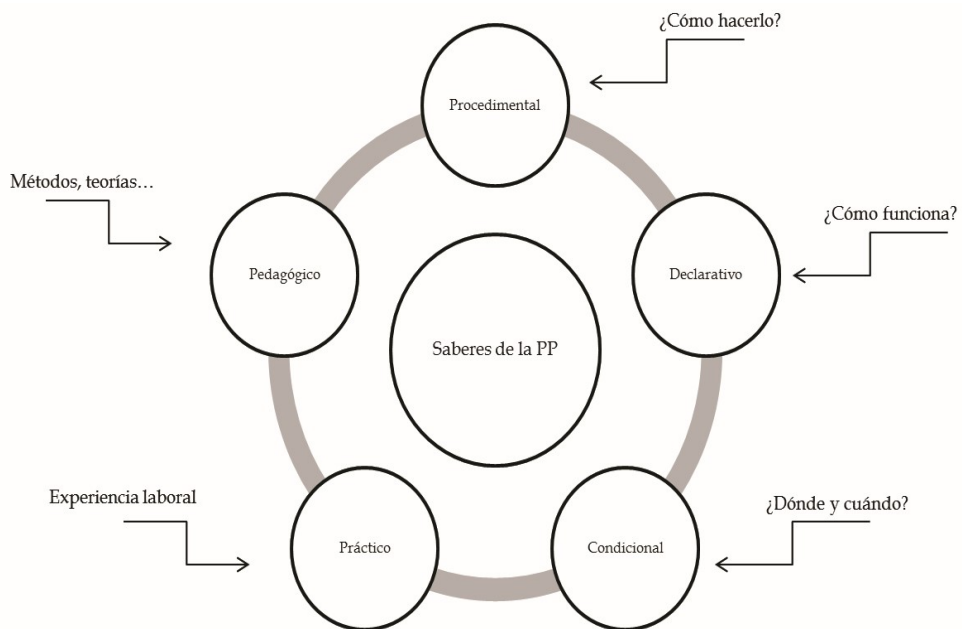 ¿Cómo hacerlo?
Procedimental
Métodos, teorías...
¿Cómo funciona?
Pedagógico
Declarativo
Saberes de la PP
Experiencia laboral
¿Dónde y cuándo?
Práctico
Condicional